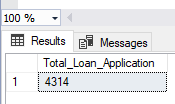 100 %
Results Messages
Total_Loan_Application
1 4314